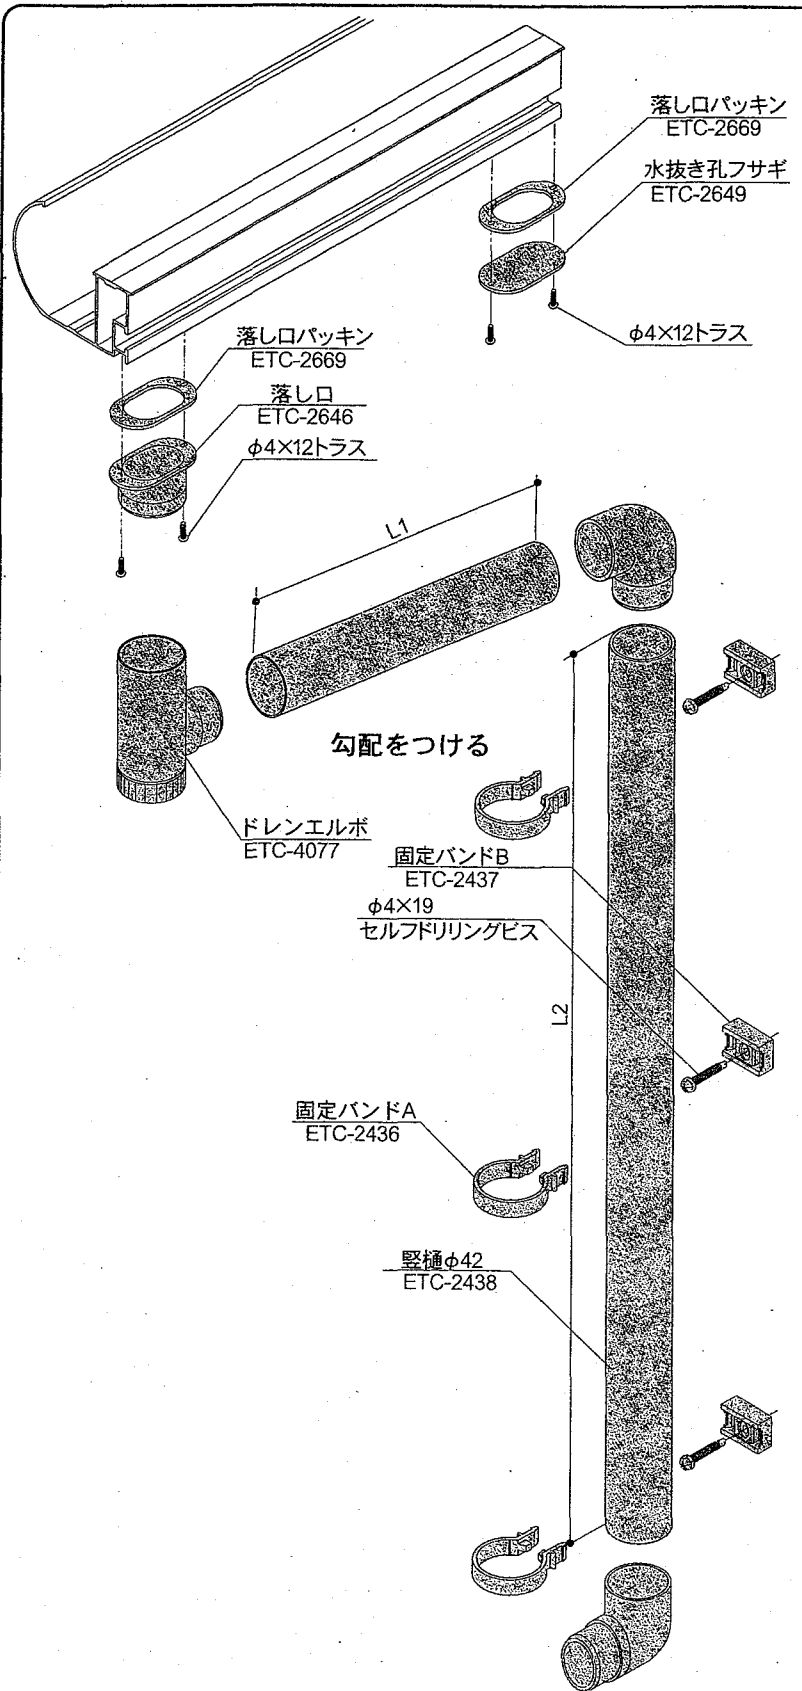 落し口パッキン
ETC-2669
水抜き孔フサギ
ETC-2649
φ4×12トラス
落し口パッキン
ETC-2669
落し口
ETC-2646
φ4×12トラス
L1
勾配をつける
ドレンエルボ
ETC-4077
固定バンドB
ETC-2437
φ4×19
セルフドリリングビス
L2
固定バンドA
ETC-2436
竪樋φ42
ETC-2438